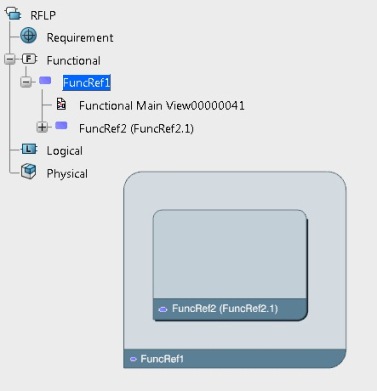 RFLP
Requirement
Functional
FuncRef1
Functional Main View00000041
FuncRef2 (FuncRef2.1)
Logical
Physical
FuncRef2 (FuncRef2.1)
FuncRef1